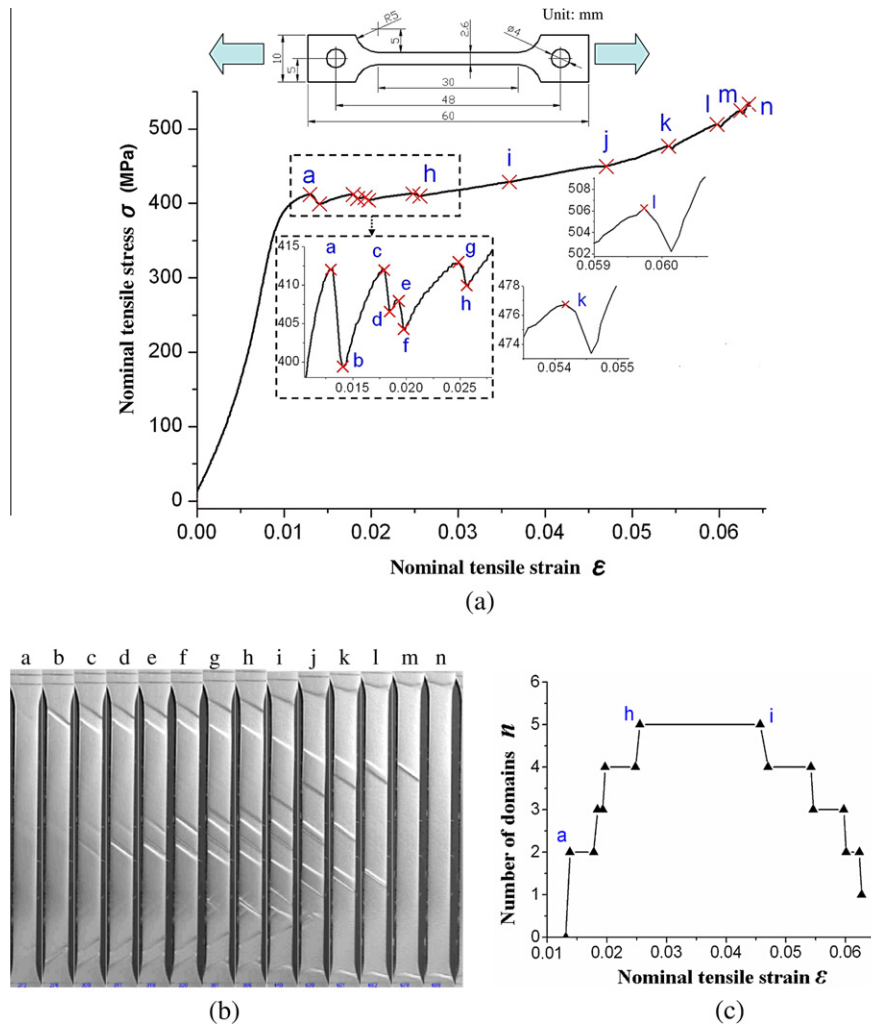 a
Unit: mm
R5
5
2.6
ø4
10
5
30
48
60
Nominal tensile stress σ (MPa)
500
400
300
200
100
0
a
h
i
j
k
l
m
n
415
410
405
400
a
b
c
d
e
f
g
h
0.015
0.020
0.025
508
506
504
502
l
0.059
0.060
478
476
474
k
0.054
0.055
0.00
0.01
0.02
0.03
0.04
0.05
0.06
Nominal tensile strain ε
(a)
a b c d e f g h i j k l m n
(b)
Number of domains n
6
5
4
3
2
1
0
a
h
i
0.01
0.02
0.03
0.04
0.05
0.06
Nominal tensile strain ε
(c)